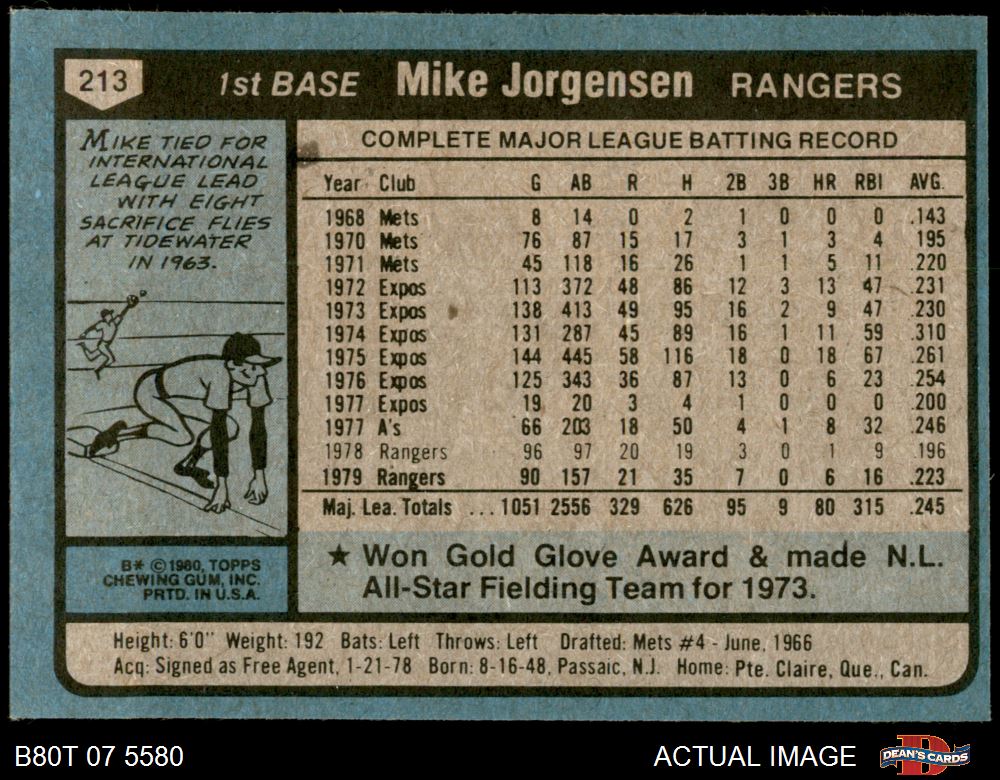 213 1st BASE Mike Jorgensen RANGERS
MIKE TIED FOR
INTERNATIONAL
LEAGUE LEAD
WITH EIGHT
SACRIFICE FLIES
AT TIDEWATER
IN 1963.
COMPLETE MAJOR LEAGUE BATTING RECORD
Year Club G AB R H 2B 3B HR RBI AVG.
1968 Mets 8 14 0 2 1 0 0 0 .143
1970 Mets 76 87 15 17 3 1 3 4 195
1971 Mets 45 118 16 26 1 1 5 11 .220
1972 Expos 113 372 48 86 12 3 13 47 .231
1973 Expos 138 413 49 95 16 2 9 47 .230
1974 Expos 131 287 45 89 16 1 11 59 .310
1975 Expos 144 445 58 116 18 0 18 67 .261
1976 Expos 125 343 36 87 13 0 6 23 .254
1977 Expos 19 20 3 4 1 0 0 0 .200
1977 A's 66 203 18 50 4 1 8 32 .246
1978 Rangers 96 97 20 19 3 0 1 9 .196
1979 Rangers 90 157 21 35 7 0 6 16 .223
Maj. Lea. Totals ... 1051 2556 329 626 95 9 80 315 .245
★ Won Gold Glove Award & made N.L.
All-Star Fielding Team for 1973.
B* © 1980, TOPPS
CHEWING GUM, INC.
PRTD. IN U.S.A.
Height: 6'0" Weight: 192 Bats: Left Throws: Left Drafted: Mets #4 - June, 1966
Acq: Signed as Free Agent, 1-21-78 Born: 8-16-48, Passaic, N.J. Home: Pte. Claire, Que., Can.
B80T 07 5580 ACTUAL IMAGE DEAN'S CARDS